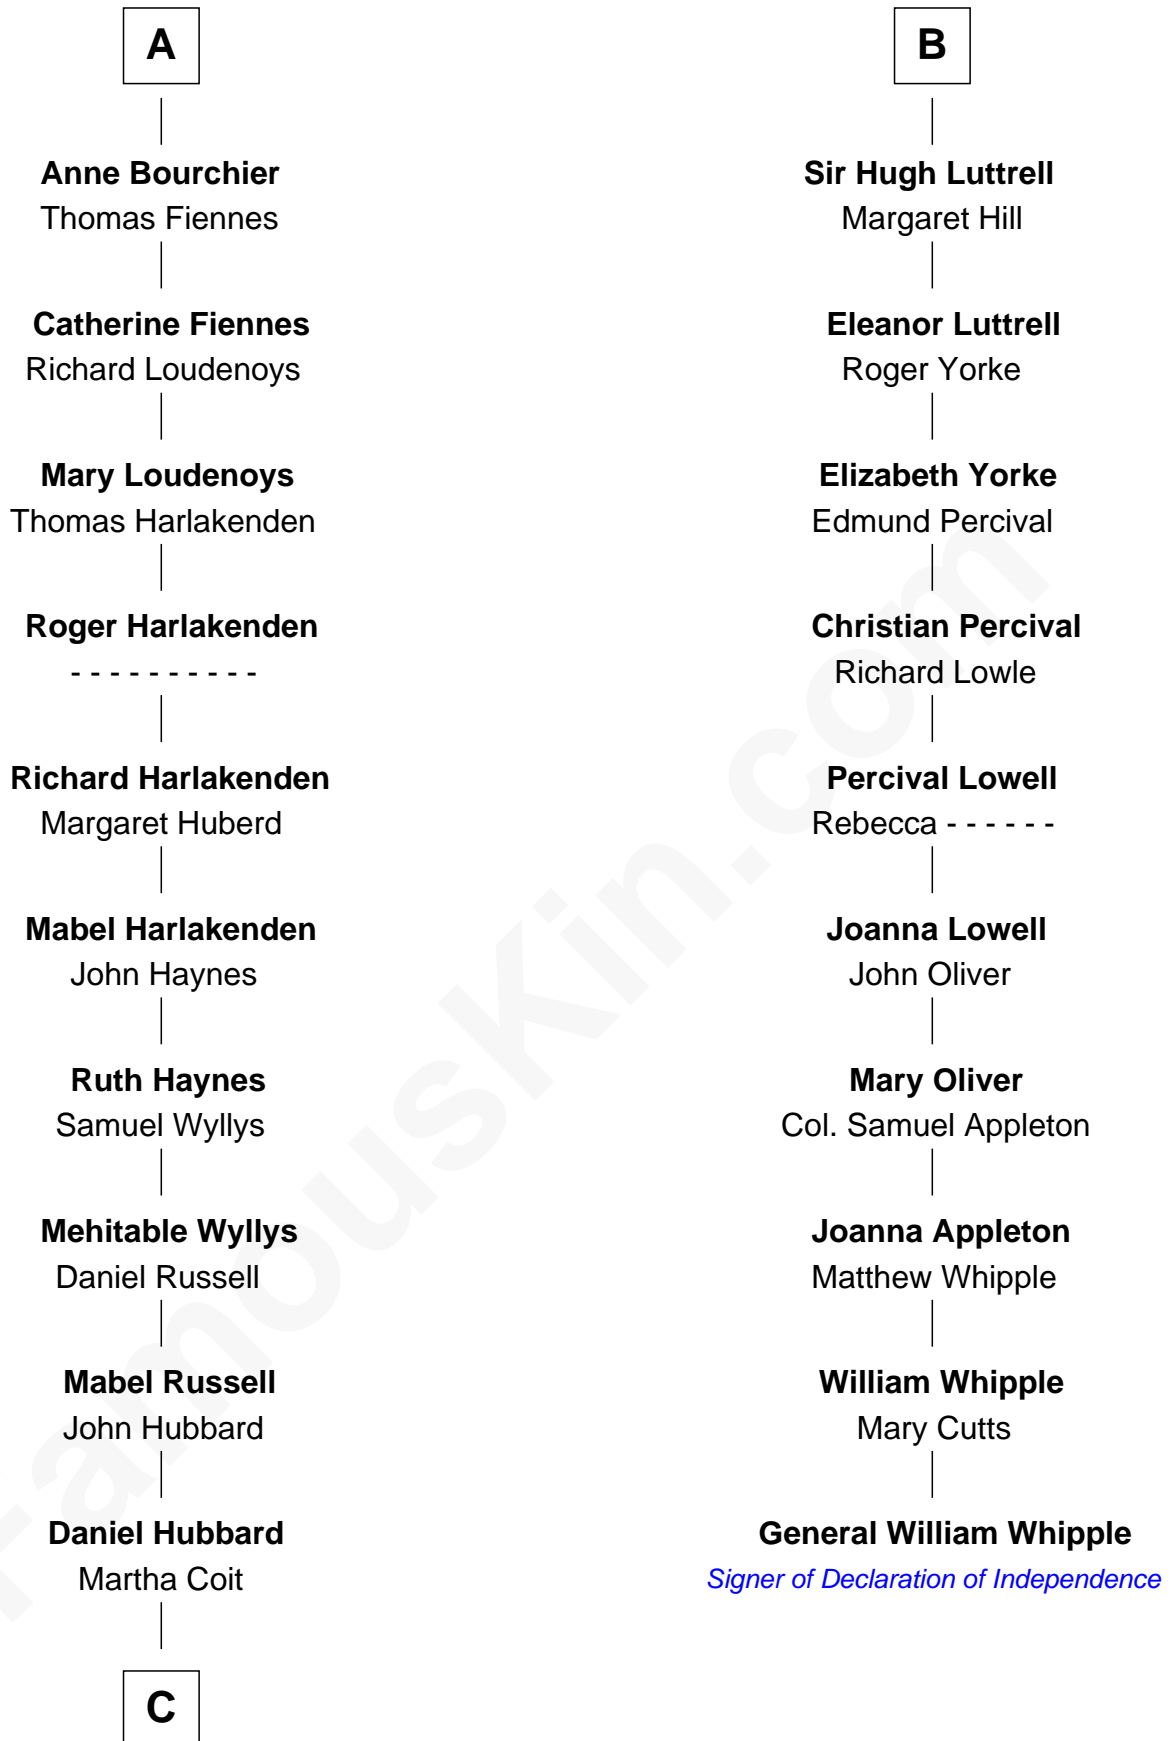 A
Anne Bourchier
Thomas Fiennes
Catherine Fiennes
Richard Loudenoys
Mary Loudenoys
Thomas Harlakenden
Roger Harlakenden
- - - - - - - - - -
Richard Harlakenden
Margaret Huberd
Mabel Harlakenden
John Haynes
Ruth Haynes
Samuel Wyllys
Mehitable Wyllys
Daniel Russell
Mabel Russell
John Hubbard
Daniel Hubbard
Martha Coit
C
B
Sir Hugh Luttrell
Margaret Hill
Eleanor Luttrell
Roger Yorke
Elizabeth Yorke
Edmund Percival
Christian Percival
Richard Lowle
Percival Lowell
Rebecca - - - - - -
Joanna Lowell
John Oliver
Mary Oliver
Col. Samuel Appleton
Joanna Appleton
Matthew Whipple
William Whipple
Mary Cutts
General William Whipple
Signer of Declaration of Independence
FamousKin.com